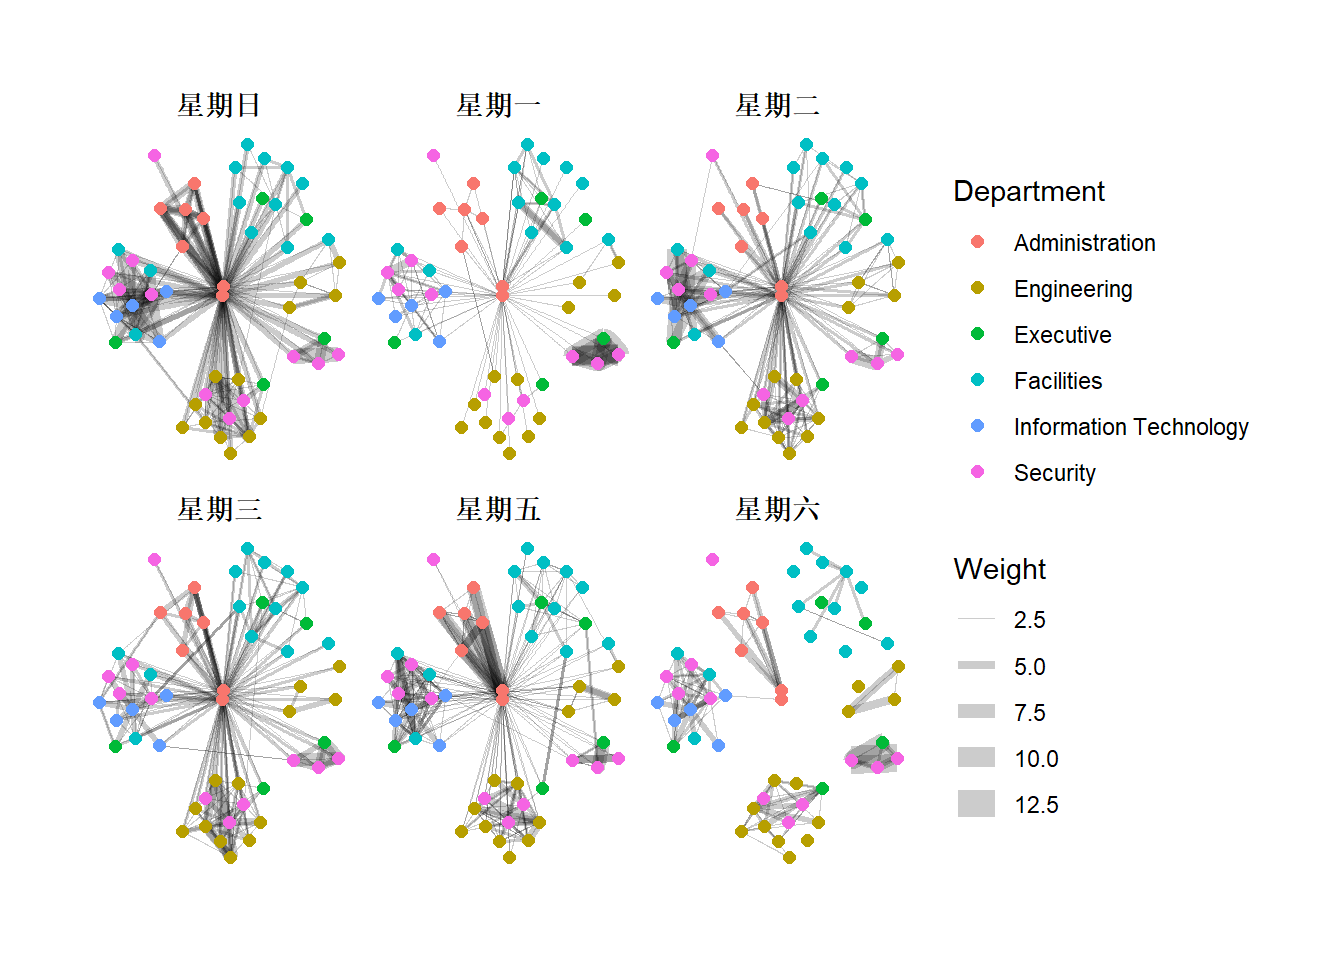 星期日
星期一
星期二
星期三
星期五
星期六
Department
Administration
Engineering
Executive
Facilities
Information Technology
Security
Weight
2.5
5.0
7.5
10.0
12.5